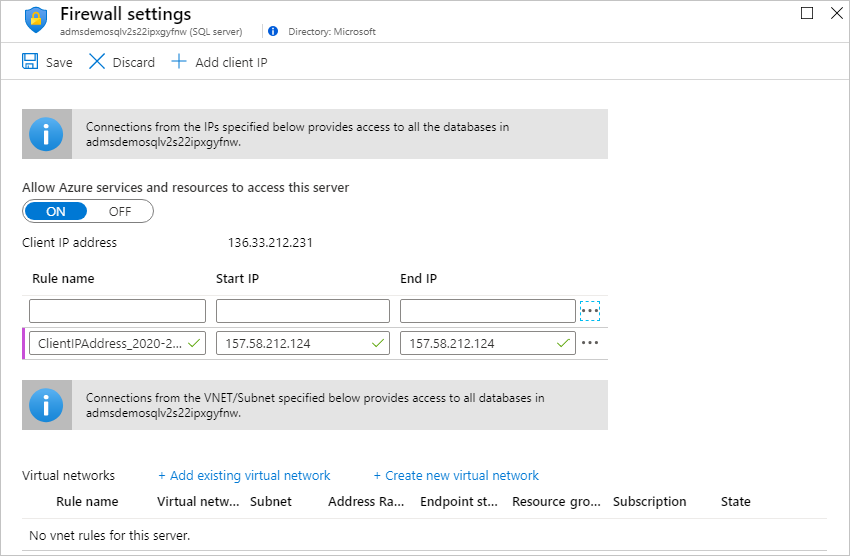 Firewall settings
admsdemosqlv2s22ipxgyfnw (SQL server)
Directory: Microsoft
Save
Discard
Add client IP
Connections from the IPs specified below provides access to all the databases in
admsdemosqlv2s22ipxgyfnw.
Allow Azure services and resources to access this server
ON
OFF
Client IP address
136.33.212.231
Rule name
Start IP
End IP
ClientIPAddress_2020-2...
157.58.212.124
157.58.212.124
Connections from the VNET/Subnet specified below provides access to all databases in
admsdemosqlv2s22ipxgyfnw.
Virtual networks
+ Add existing virtual network
+ Create new virtual network
Rule name
Virtual netw...
Subnet
Address Ra...
Endpoint st...
Resource gro...
Subscription
State
No vnet rules for this server.